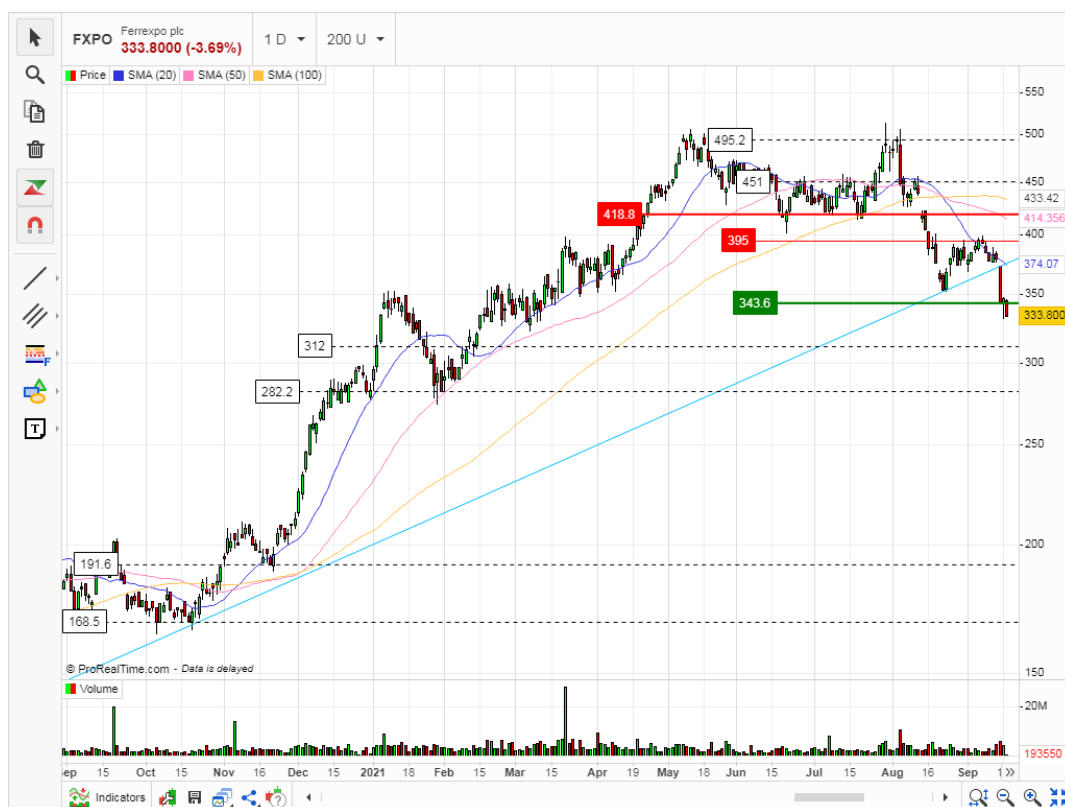 FXPO
Ferrexpo plc
333.8000 (-3.69%)
1 D
200 U
Price SMA (20) SMA (50) SMA (100)
550
500
495.2
450
451
433.42
418.8
414.356
400
395
374.07
350
343.6
333.800
312
300
282.2
250
200
191.6
168.5
© ProRealTime.com - Data is delayed
150
Volume
20M
193550
15 Oct 15 Nov 16 Dec 2021 18 Feb Mar 15 Apr 19 May 18 Jun 15 Jul 15 Aug 16 Sep
Indicators
F
T